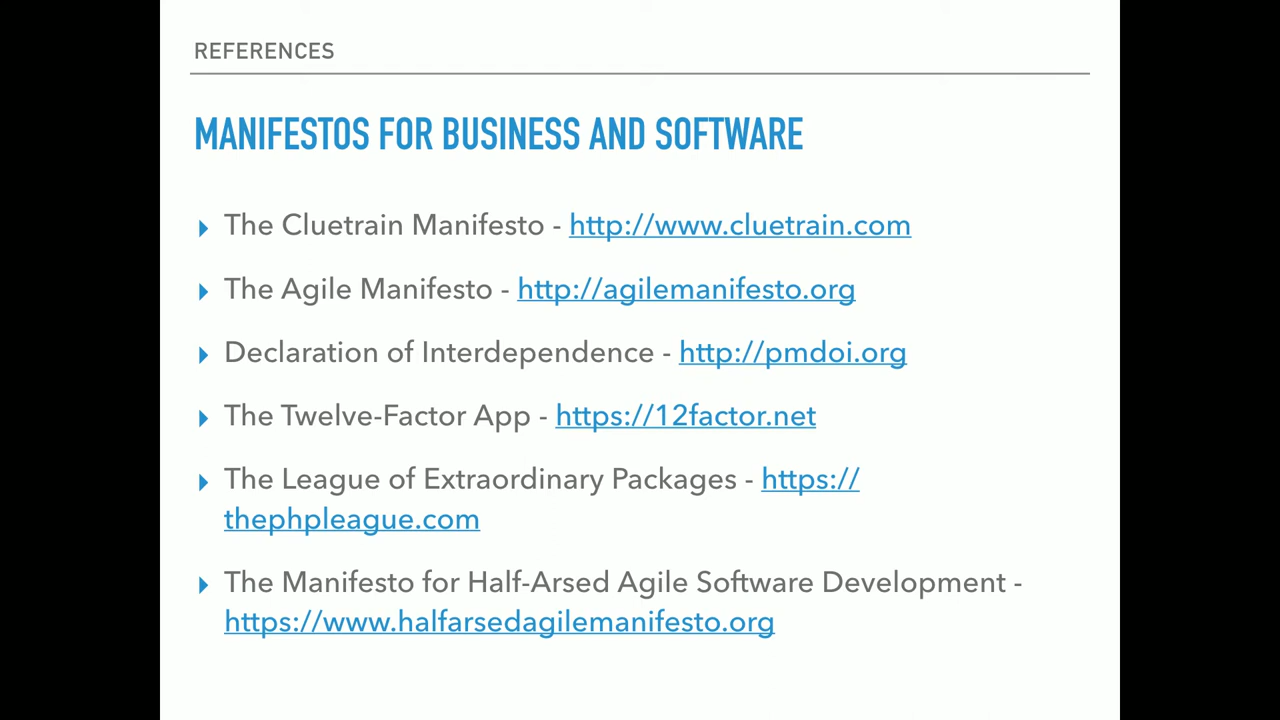 REFERENCES
MANIFESTOS FOR BUSINESS AND SOFTWARE
▸ The Cluetrain Manifesto - http://www.cluetrain.com
▸ The Agile Manifesto - http://agilemanifesto.org
▸ Declaration of Interdependence - http://pmdoi.org
▸ The Twelve-Factor App - https://12factor.net
▸ The League of Extraordinary Packages - https://
thephpleague.com
▸ The Manifesto for Half-Arsed Agile Software Development -
https://www.halfarsedagilemanifesto.org